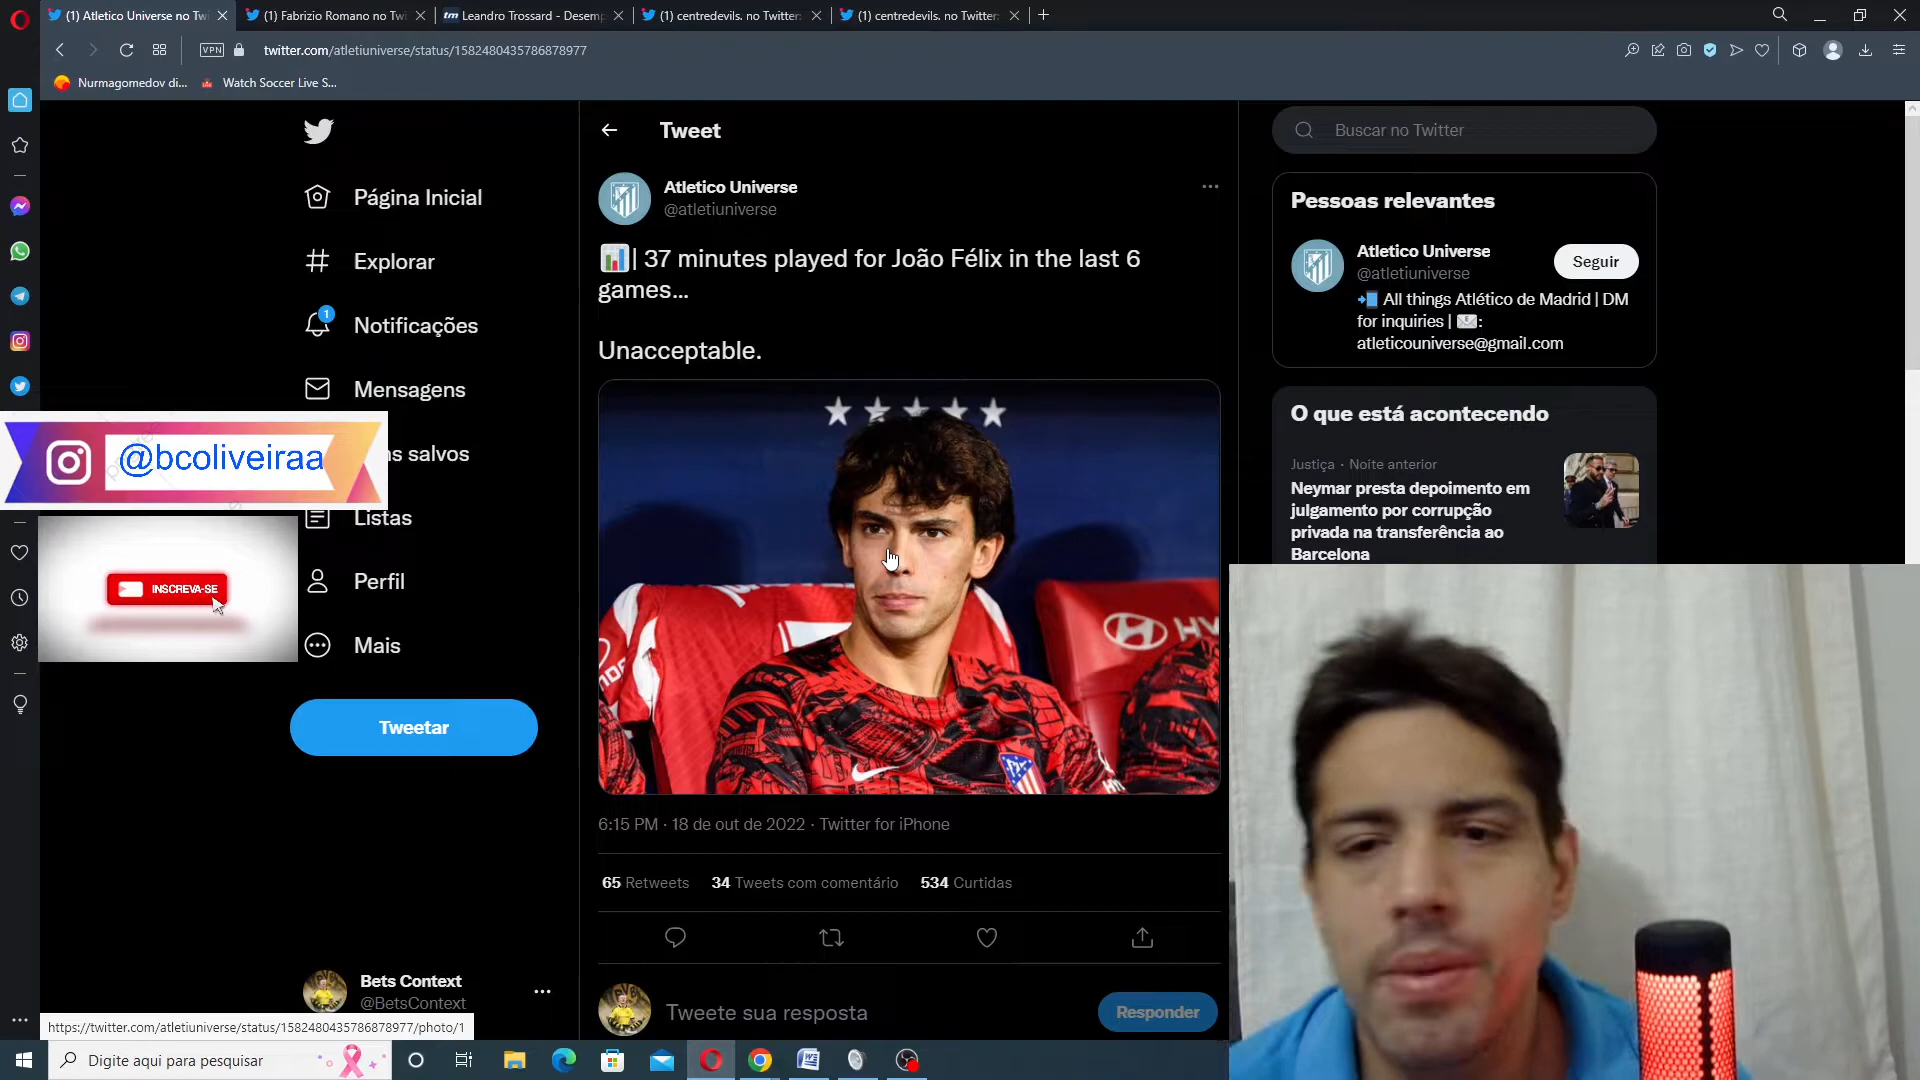 (1) Atletico Universe no Tw
(1) Fabrizio Romano no Twi
tm Leandro Trossard - Desemp
(1) centredevils. no Twitter:
(1) centredevils. no Twitter:
VPN
twitter.com/atletiuniverse/status/1582480435786878977
Nurmagomedov di...
Watch Soccer Live S...
Página Inicial
Explorar
1
Notificações
Mensagens
ns salvos
Listas
Perfil
Mais
Tweetar
@bcoliveiraa
INSCREVA-SE
Bets Context
@BetsContext
Tweet
Atletico Universe
@atletiuniverse
| 37 minutes played for João Félix in the last 6
games...
Unacceptable.
6:15 PM · 18 de out de 2022 · Twitter for iPhone
65 Retweets 34 Tweets com comentário 534 Curtidas
Tweete sua resposta
Responder
Buscar no Twitter
Pessoas relevantes
Atletico Universe
@atletiuniverse
Seguir
All things Atlético de Madrid | DM
for inquiries | :
atleticouniverse@gmail.com
O que está acontecendo
Justiça · Noite anterior
Neymar presta depoimento em
julgamento por corrupção
privada na transferência ao
Barcelona
https://twitter.com/atletiuniverse/status/1582480435786878977/photo/1
Digite aqui para pesquisar